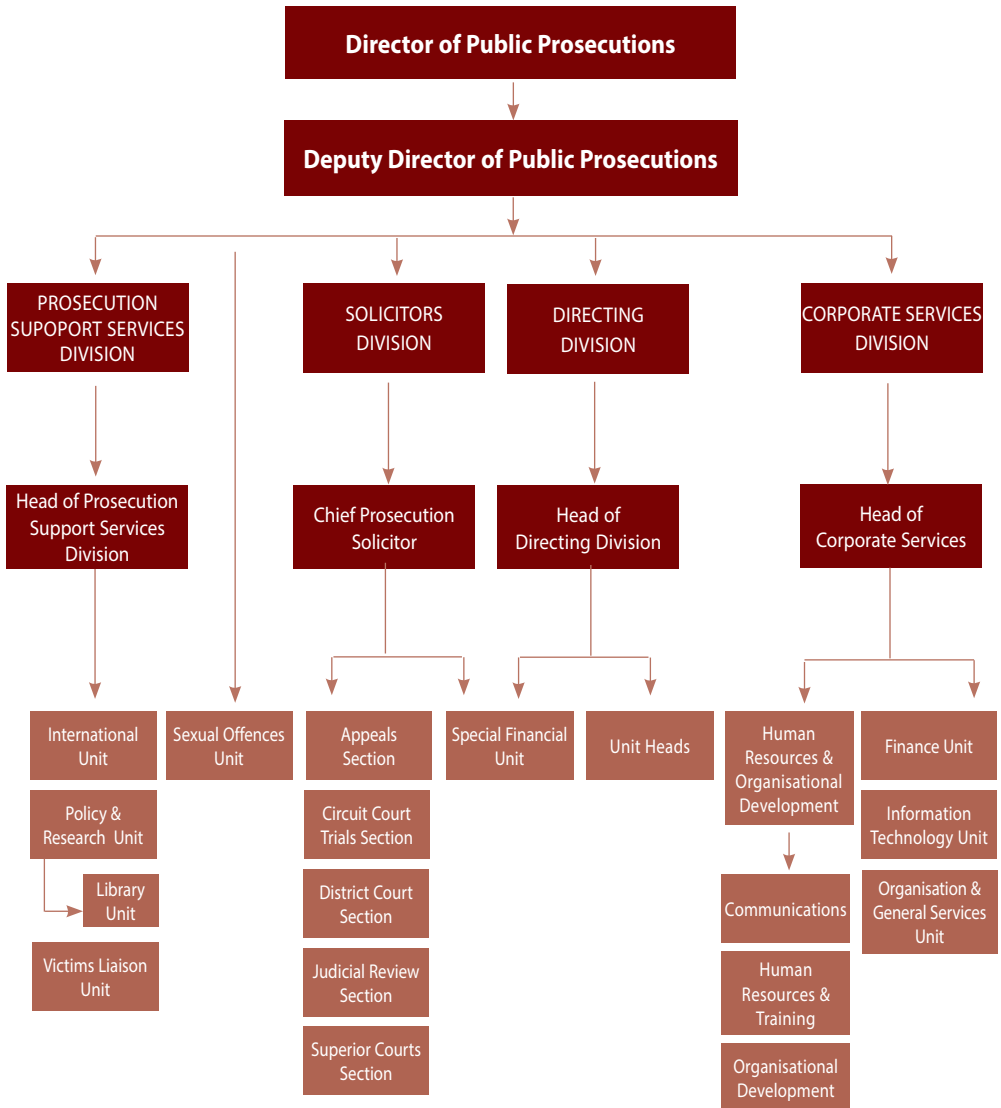 Director of Public Prosecutions
Deputy Director of Public Prosecutions
PROSECUTION
SUPOPORT SERVICES
DIVISION
SOLICITORS
DIVISION
DIRECTING
DIVISION
CORPORATE SERVICES
DIVISION
Head of Prosecution
Support Services
Division
Chief Prosecution
Solicitor
Head of
Directing Division
Head of
Corporate Services
International
Unit
Policy &
Research Unit
Library
Unit
Victims Liaison
Unit
Sexual Offences
Unit
Appeals
Section
Circuit Court
Trials Section
District Court
Section
Judicial Review
Section
Superior Courts
Section
Special Financial
Unit
Unit Heads
Human
Resources &
Organisational
Development
Communications
Human
Resources &
Training
Organisational
Development
Finance Unit
Information
Technology Unit
Organisation &
General Services
Unit